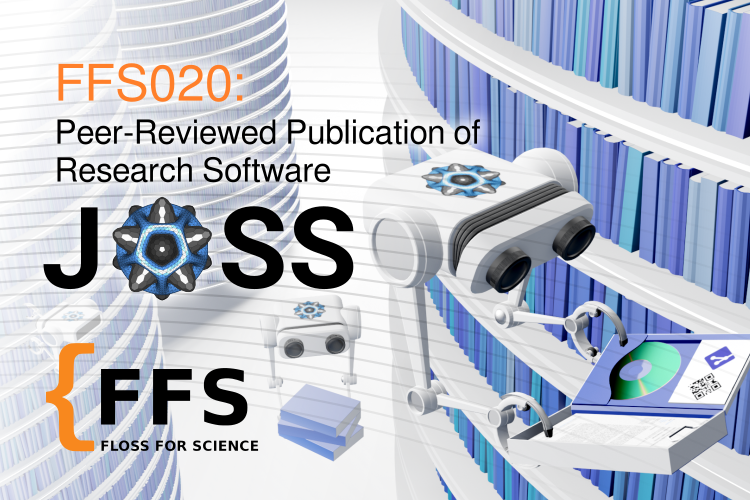 FFS020:
Peer-Reviewed Publication of
Research Software
JOSS
{FFS
FLOSS FOR SCIENCE